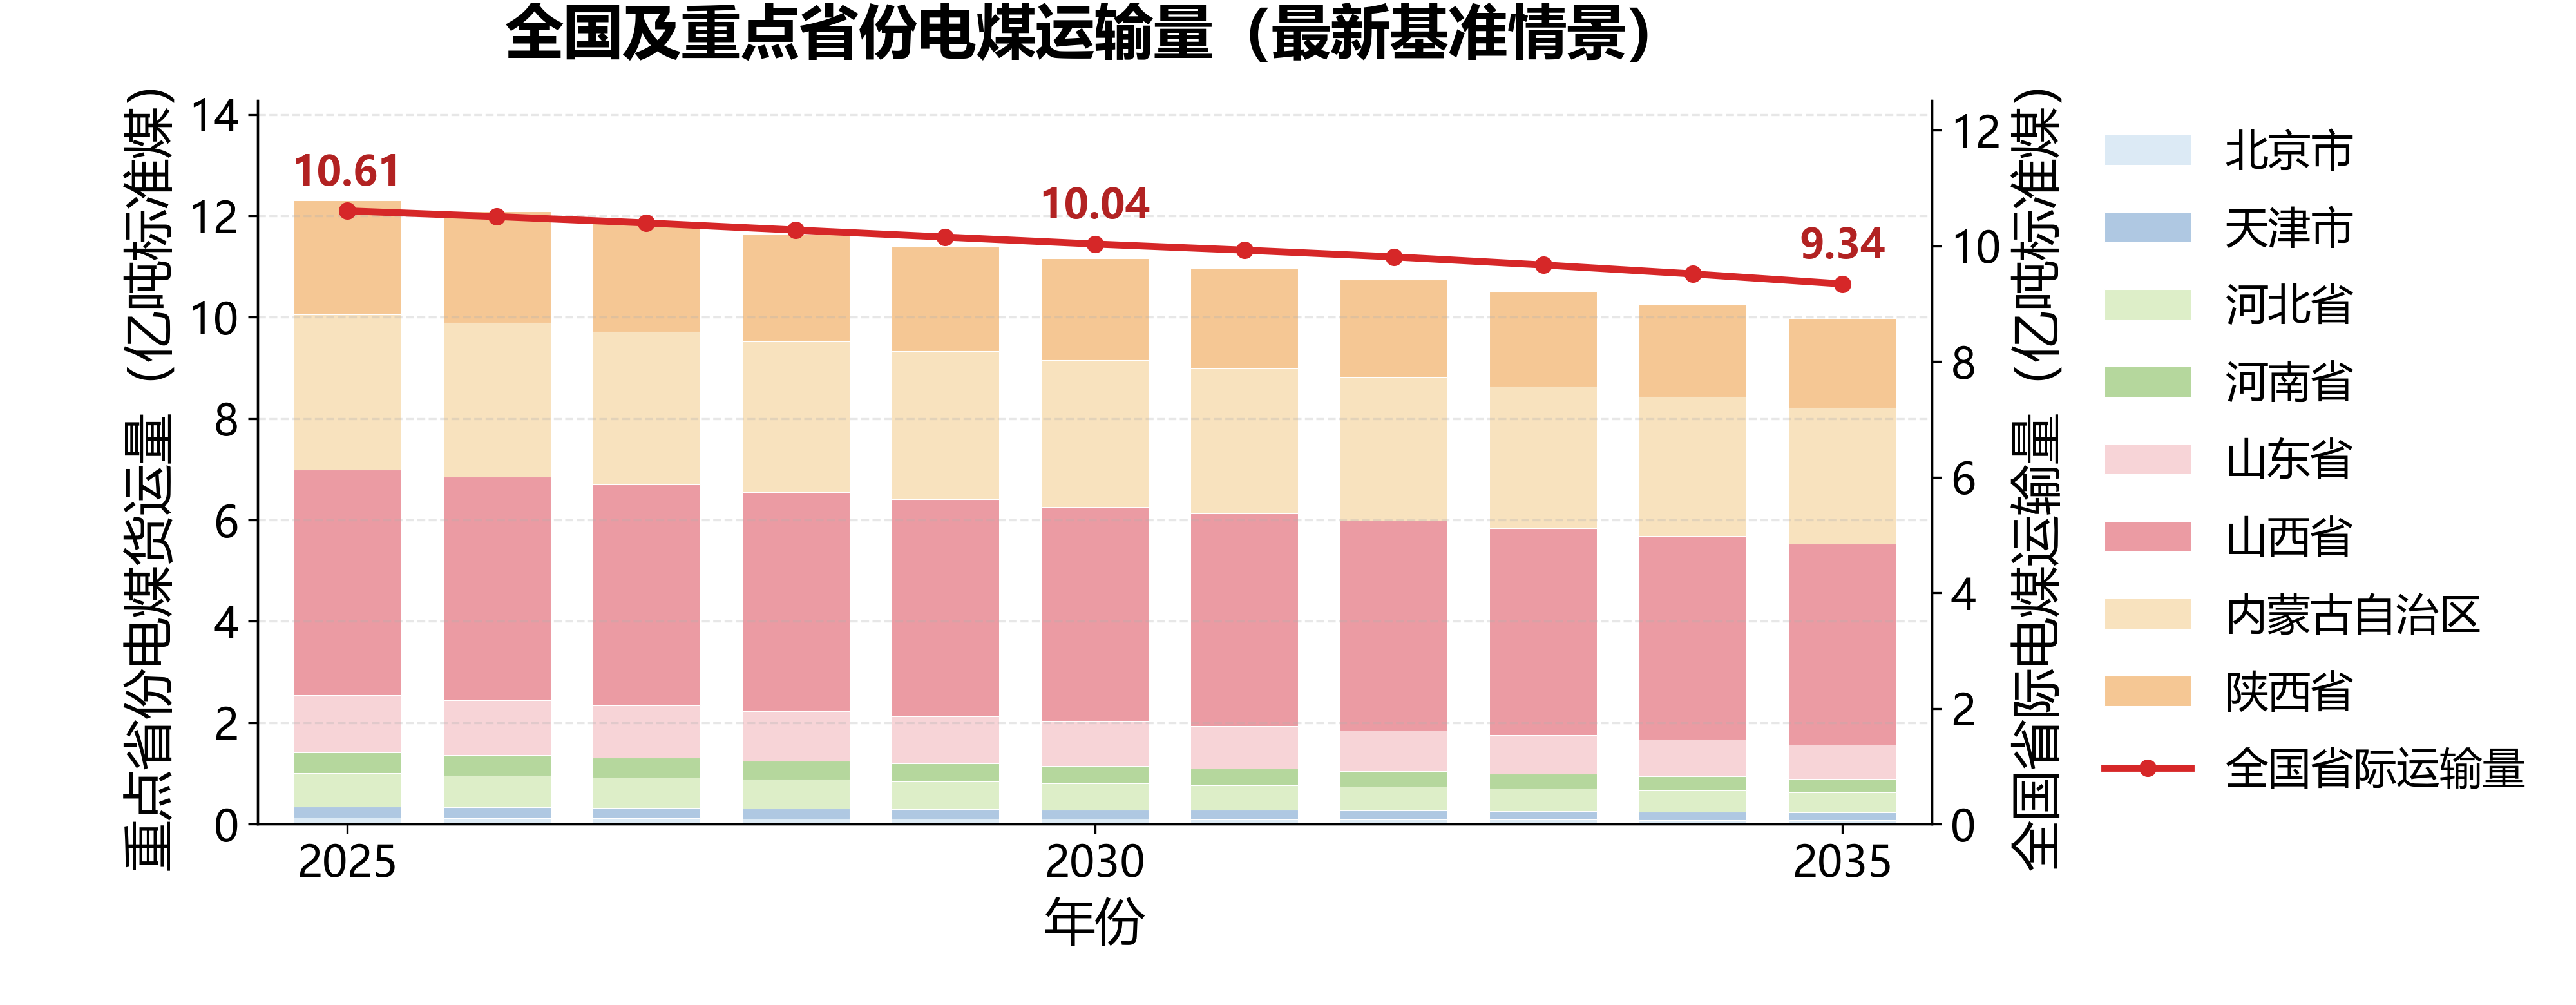 全国及重点省份电煤运输量（最新基准情景）
重点省份电煤货运量（亿吨标准煤）
14
12
10
8
6
4
2
0
10.61
10.04
9.34
2025
2030
2035
年份
12
10
8
6
4
2
0
全国省际电煤运输量（亿吨标准煤）
北京市
天津市
河北省
河南省
山东省
山西省
内蒙古自治区
陕西省
全国省际运输量